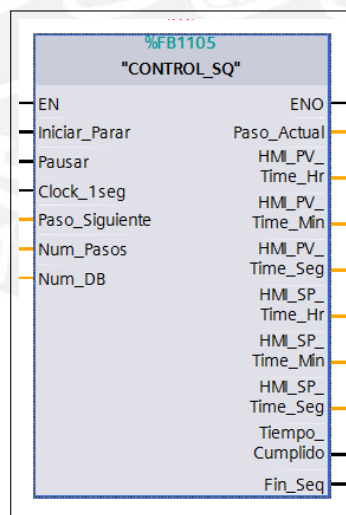 %FB1105
"CONTROL_SQ"
EN
ENO
Iniciar_Parar
Paso_Actual
Pausar
HMI_PV_
Time_Hr
Clock_1seg
HMI_PV_
Time_Min
Paso_Siguiente
Num_Pasos
HMI_PV_
Time_Seg
Num_DB
HMI_SP_
Time_Hr
HMI_SP_
Time_Min
HMI_SP_
Time_Seg
Tiempo_
Cumplido
Fin_Seq